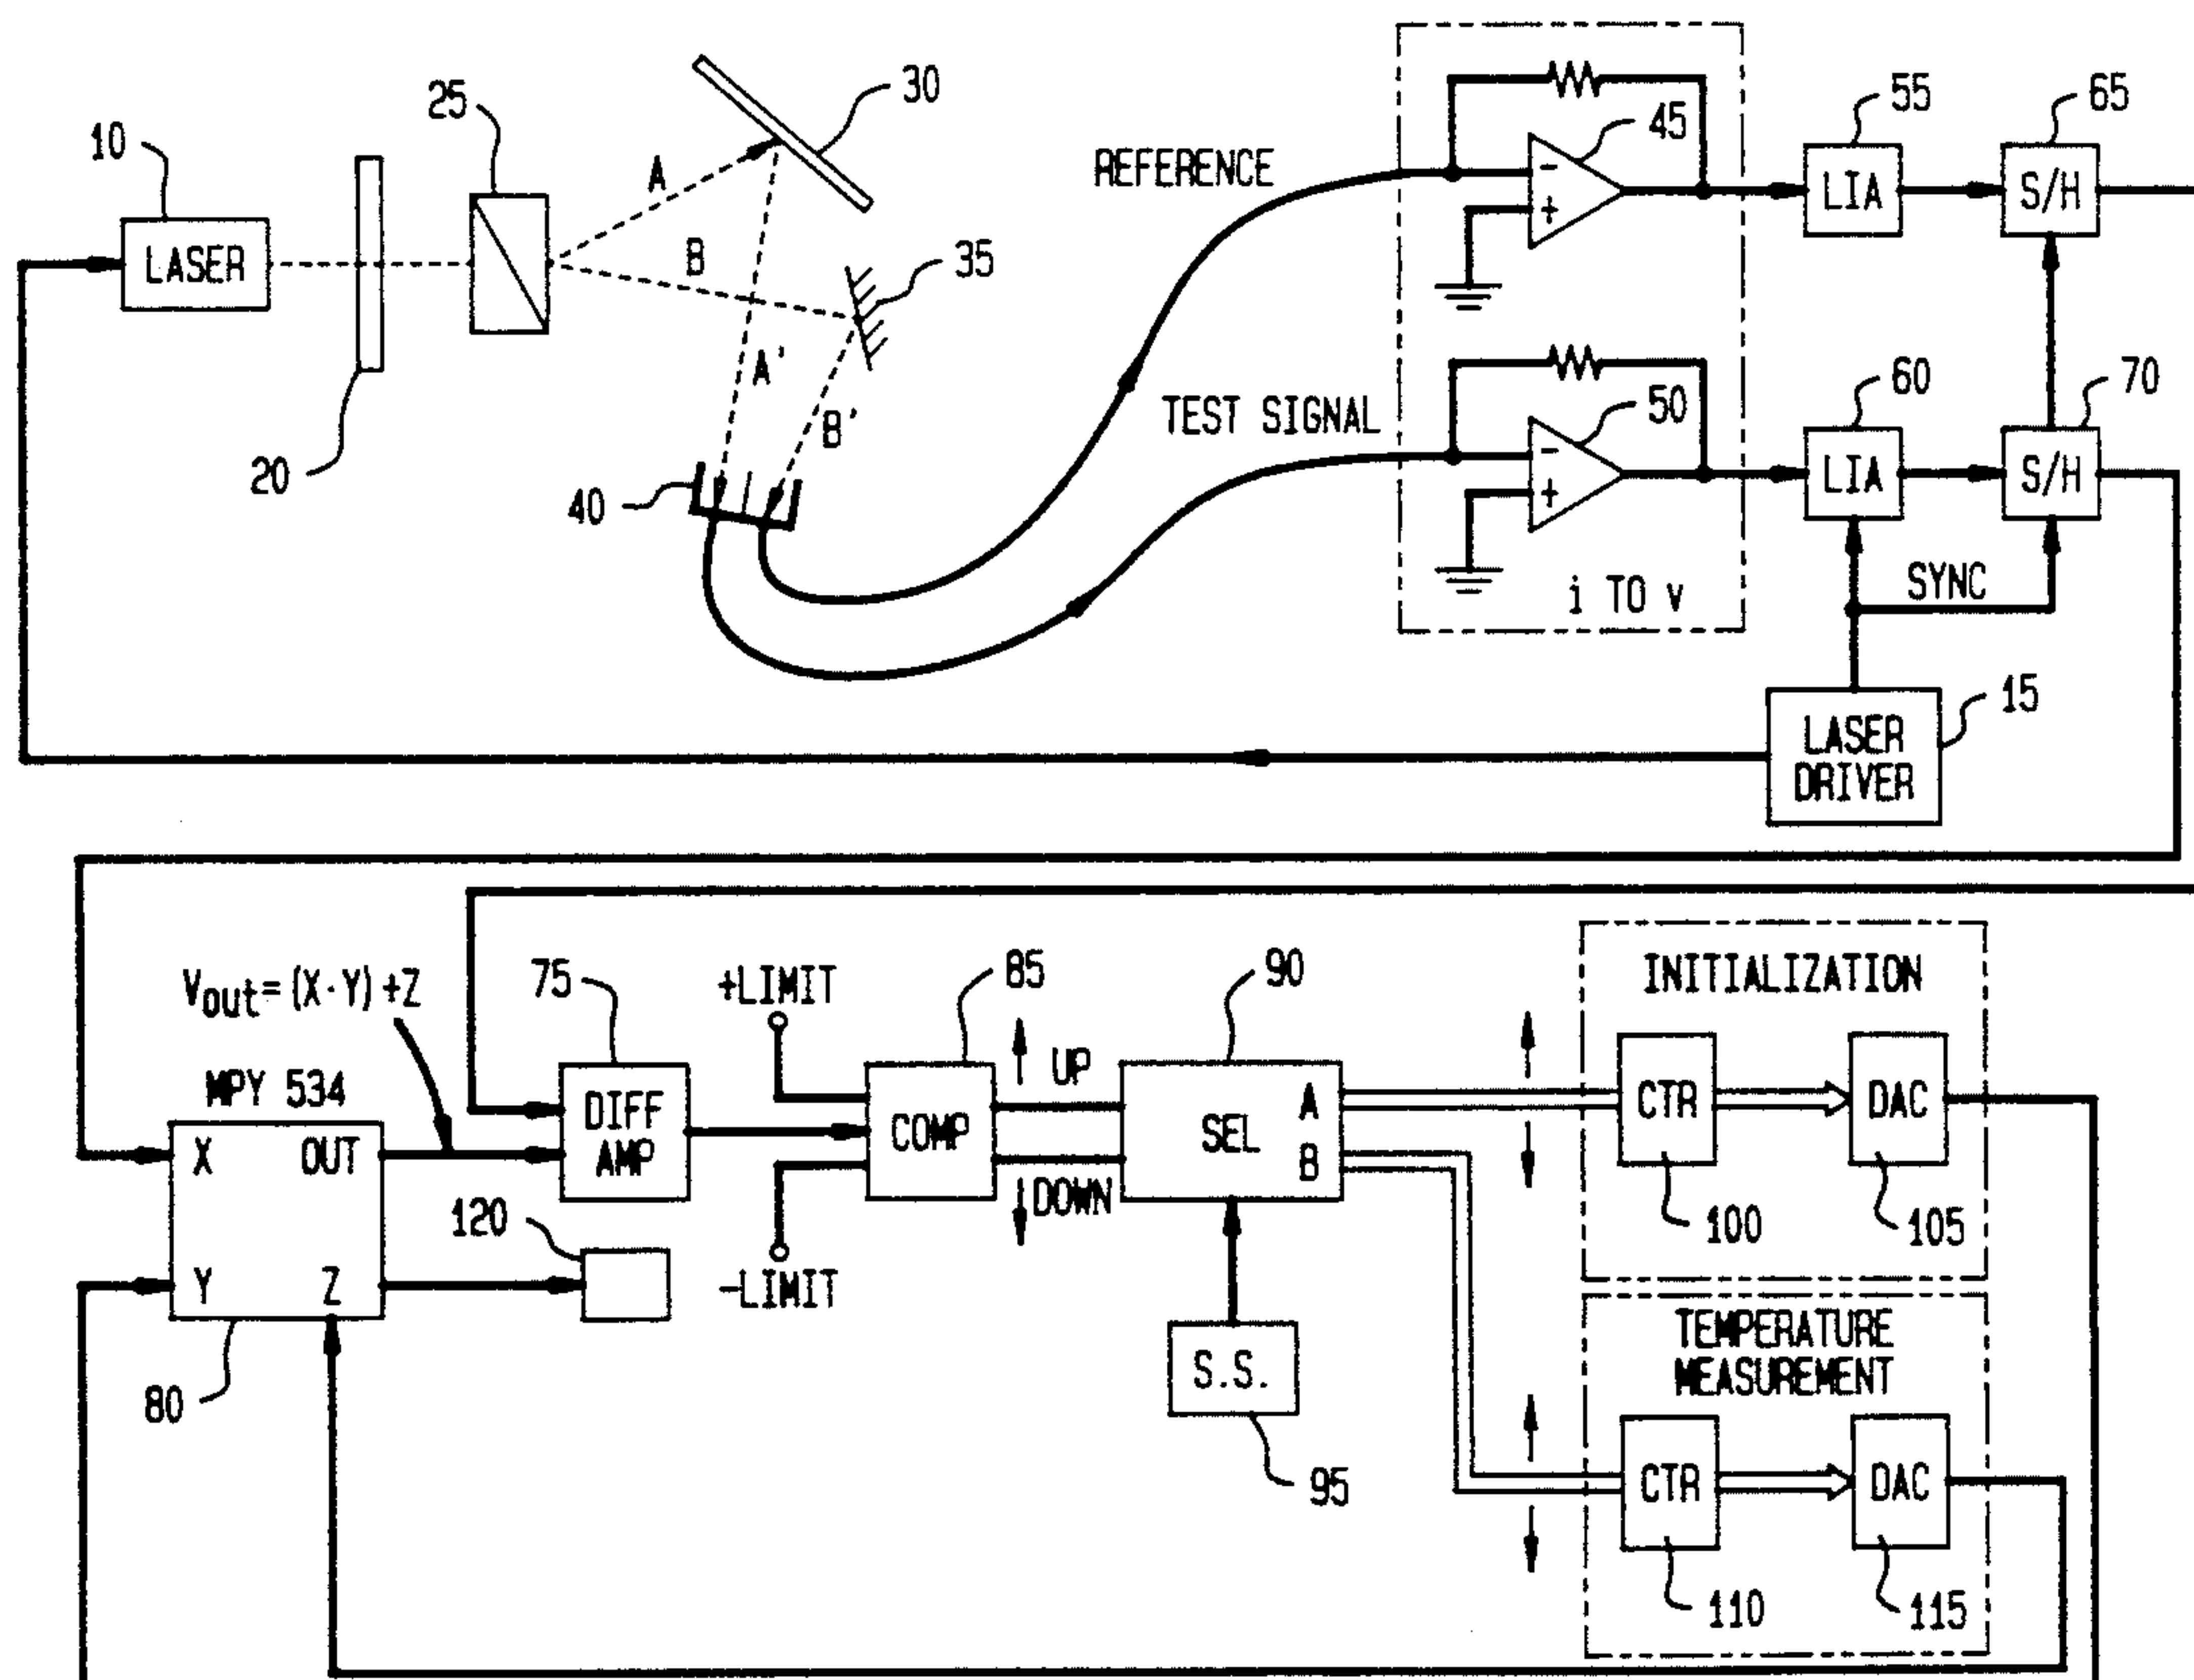 10
LASER
20
25
A
30
B
35
A'
B'
40
REFERENCE
TEST SIGNAL
45
-
+
50
-
+
i TO v
55
LIA
65
S/H
60
LIA
70
S/H
SYNC
15
LASER
DRIVER
Vout= (X·Y) +Z
MPY 534
X
OUT
Y
Z
80
75
DIFF
AMP
120
+LIMIT
-LIMIT
85
COMP
UP
DOWN
90
SEL
A
B
S.S.
95
INITIALIZATION
CTR
DAC
100
105
TEMPERATURE
MEASUREMENT
CTR
DAC
110
115